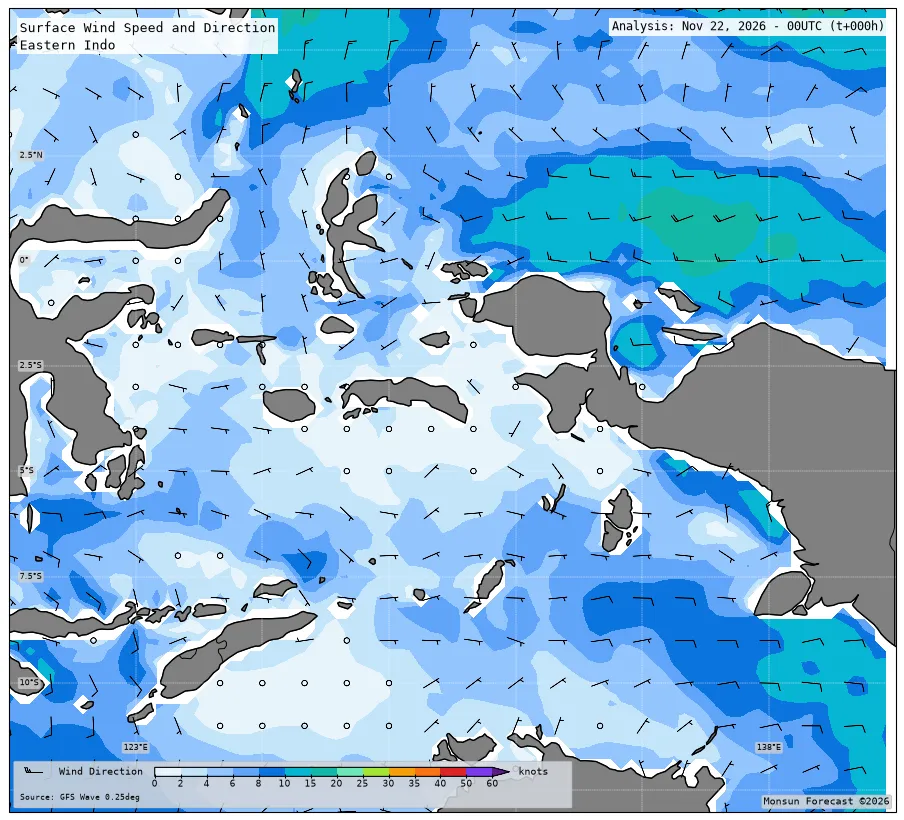 Surface Wind Speed and Direction
Eastern Indo
Analysis: Nov 22, 2026 - 00UTC (t+000h)
2.5°N
0°
2.5°S
5°S
7.5°S
10°S
123°E
138°E
Wind Direction
knots
0 2 4 6 8 10 15 20 25 30 35 40 50 60
Source: GFS Wave 0.25deg
Monsun Forecast ©2026